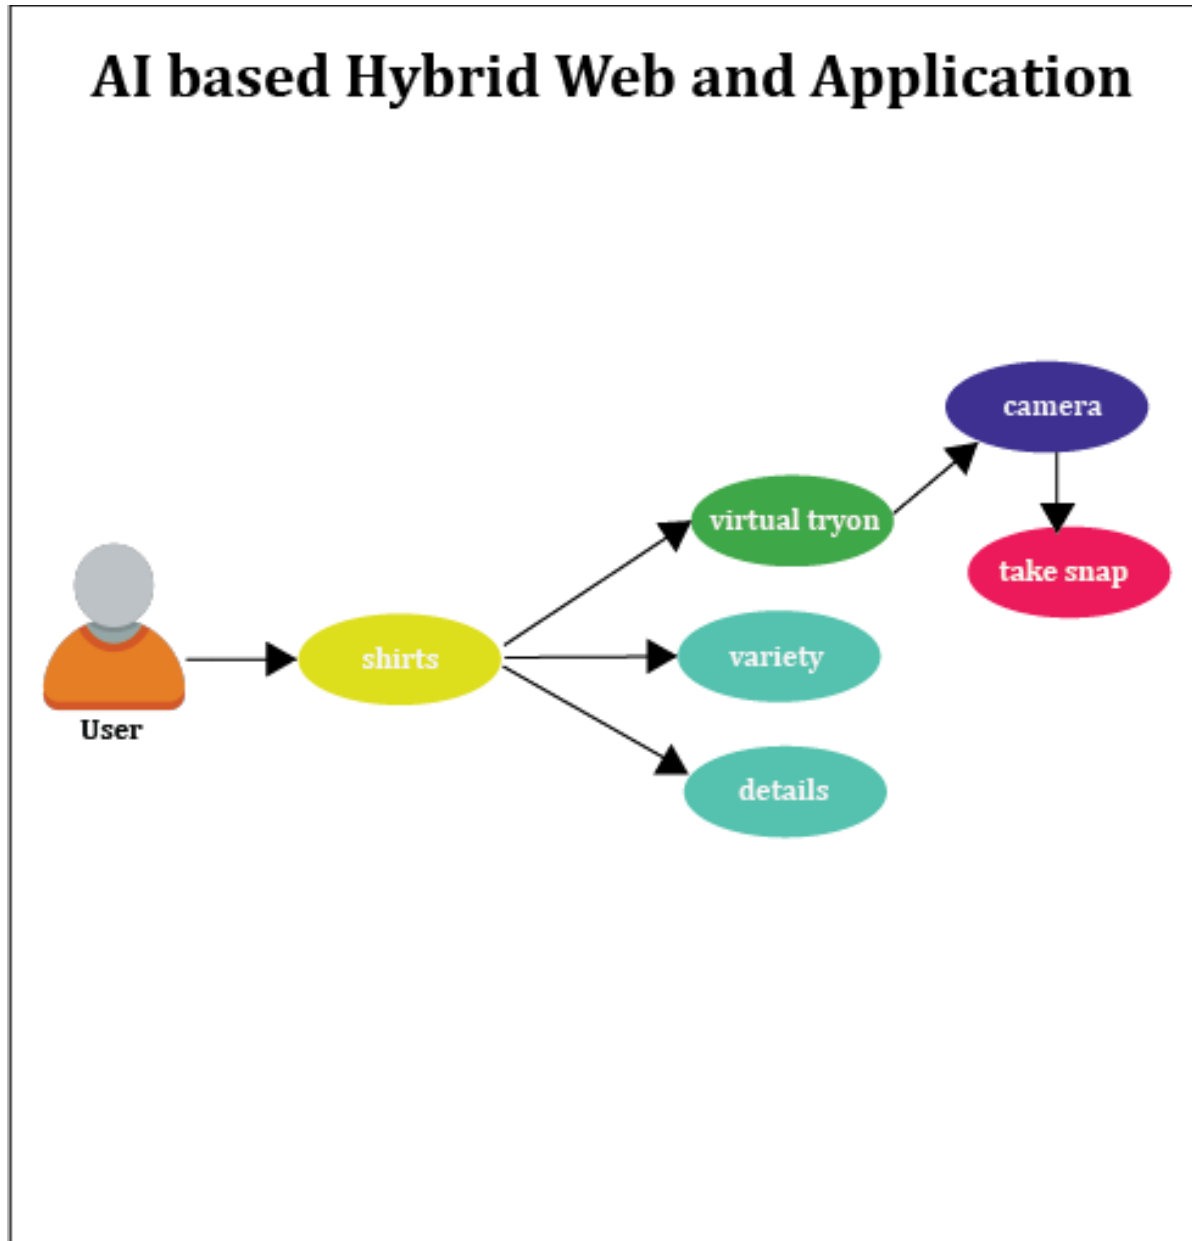 AI based Hybrid Web and Application
camera
virtual tryon
take snap
shirts
variety
User
details